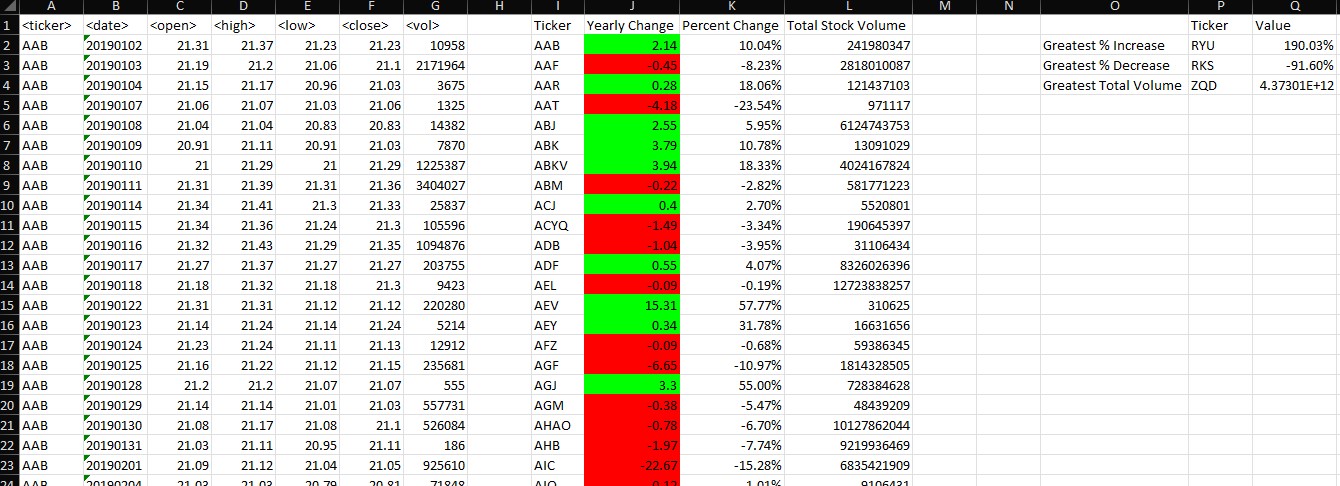 A B C D E F G H I J K L M N O P Q
1 <ticker> <date> <open> <high> <low> <close> <vol> Ticker Yearly Change Percent Change Total Stock Volume Ticker Value
2 AAB 20190102 21.31 21.37 21.23 21.23 10958 AAB 2.14 10.04% 241980347 Greatest % Increase RYU 190.03%
3 AAB 20190103 21.19 21.2 21.06 21.1 2171964 AAF -0.45 -8.23% 2818010087 Greatest % Decrease RKS -91.60%
4 AAB 20190104 21.15 21.17 20.96 21.03 3675 AAR 0.28 18.06% 121437103 Greatest Total Volume ZQD 4.37301E+12
5 AAB 20190107 21.06 21.07 21.03 21.06 1325 AAT -4.18 -23.54% 971117
6 AAB 20190108 21.04 21.04 20.83 20.83 14382 ABJ 2.55 5.95% 6124743753
7 AAB 20190109 20.91 21.11 20.91 21.03 7870 ABK 3.79 10.78% 13091029
8 AAB 20190110 21 21.29 21 21.29 1225387 ABKV 3.94 18.33% 4024167824
9 AAB 20190111 21.31 21.39 21.31 21.36 3404027 ABM -0.22 -2.82% 581771223
10 AAB 20190114 21.34 21.41 21.3 21.33 25837 ACJ 0.4 2.70% 5520801
11 AAB 20190115 21.34 21.36 21.24 21.3 105596 ACYQ -1.49 -3.34% 190645397
12 AAB 20190116 21.32 21.43 21.29 21.35 1094876 ADB -1.04 -3.95% 31106434
13 AAB 20190117 21.27 21.37 21.27 21.27 203755 ADF 0.55 4.07% 8326026396
14 AAB 20190118 21.18 21.32 21.18 21.3 9423 AEL -0.09 -0.19% 12723838257
15 AAB 20190122 21.31 21.31 21.12 21.12 220280 AEV 15.31 57.77% 310625
16 AAB 20190123 21.14 21.24 21.14 21.24 5214 AEY 0.34 31.78% 16631656
17 AAB 20190124 21.23 21.24 21.11 21.13 12912 AFZ -0.09 -0.68% 59386345
18 AAB 20190125 21.16 21.22 21.12 21.15 235681 AGF -6.65 -10.97% 1814328505
19 AAB 20190128 21.2 21.2 21.07 21.07 555 AGJ 3.3 55.00% 728384628
20 AAB 20190129 21.14 21.14 21.01 21.03 557731 AGM -0.38 -5.47% 48439209
21 AAB 20190130 21.08 21.17 21.08 21.1 526084 AHAO -0.78 -6.70% 10127862044
22 AAB 20190131 21.03 21.11 20.95 21.11 186 AHB -1.97 -7.74% 9219936469
23 AAB 20190201 21.09 21.12 21.04 21.05 925610 AIC -22.67 -15.28% 6835421909
24 AAB 20190204 21.03 21.03 20.79 20.81 71848